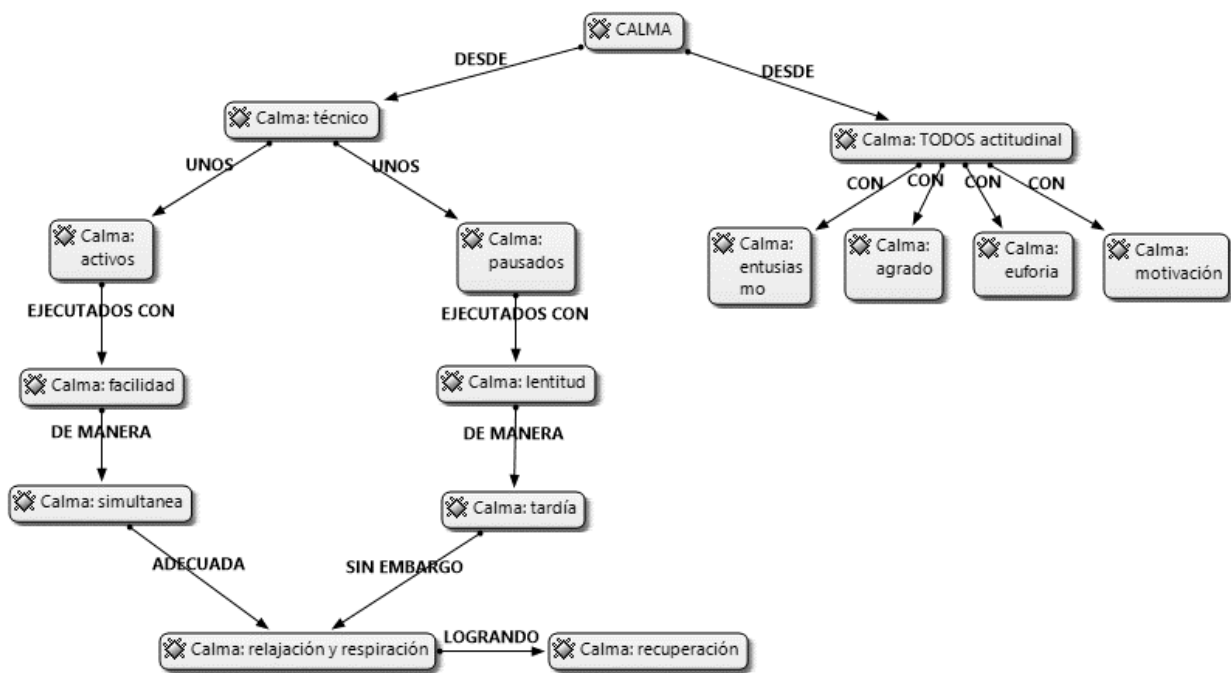 CALMA
DESDE
DESDE
Calma: técnico
Calma: TODOS actitudinal
UNOS
UNOS
CON
CON
CON
CON
Calma:
activos
Calma:
pausados
Calma:
entusias
mo
Calma:
agrado
Calma:
euforia
Calma:
motivación
EJECUTADOS CON
EJECUTADOS CON
Calma: facilidad
Calma: lentitud
DE MANERA
DE MANERA
Calma: simultanea
Calma: tardía
ADECUADA
SIN EMBARGO
Calma: relajación y respiración
LOGRANDO
Calma: recuperación